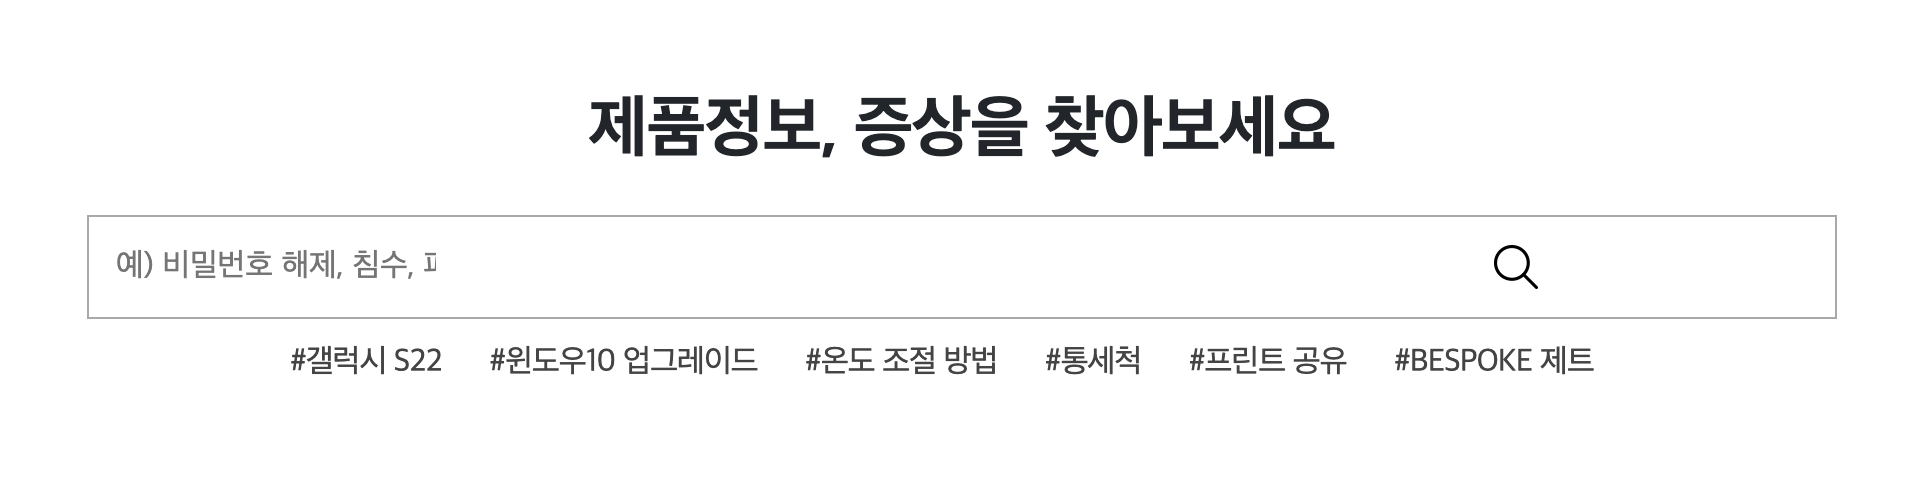 제품정보, 증상을 찾아보세요
예) 비밀번호 해제, 침수,
#갤럭시 S22 #윈도우10 업그레이드 #온도 조절 방법 #통세척 #프린트 공유 #BESPOKE 제트